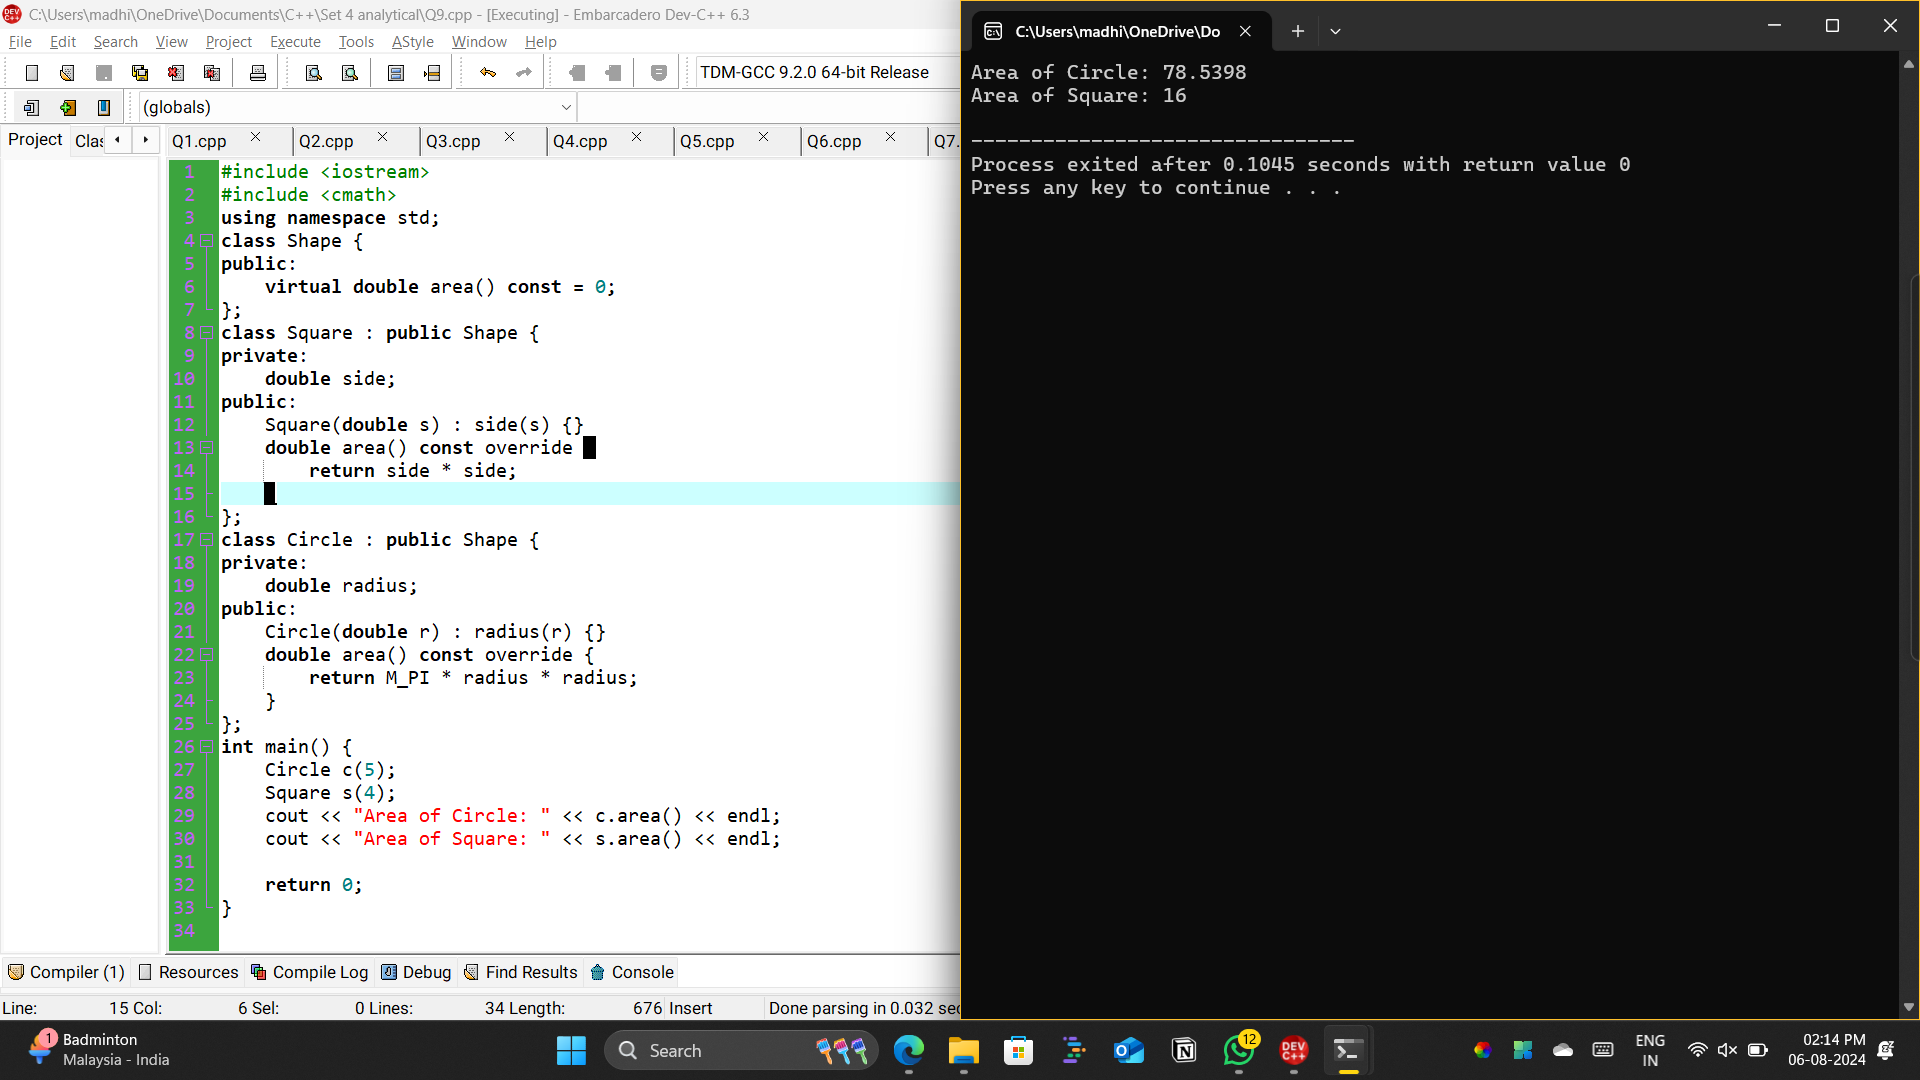 C:\Users\madhi\OneDrive\Documents\C++\Set 4 analytical\Q9.cpp - [Executing] - Embarcadero Dev-C++ 6.3
File Edit Search View Project Execute Tools AStyle Window Help
TDM-GCC 9.2.0 64-bit Release
(globals)
Project Clas Q1.cpp Q2.cpp Q3.cpp Q4.cpp Q5.cpp Q6.cpp Q7.
1 #include <iostream>
2 #include <cmath>
3 using namespace std;
4 class Shape {
5 public:
6 virtual double area() const = 0;
7 };
8 class Square : public Shape {
9 private:
10 double side;
11 public:
12 Square(double s) : side(s) {}
13 double area() const override
14 return side * side;
15
16 };
17 class Circle : public Shape {
18 private:
19 double radius;
20 public:
21 Circle(double r) : radius(r) {}
22 double area() const override {
23 return M_PI * radius * radius;
24 }
25 };
26 int main() {
27 Circle c(5);
28 Square s(4);
29 cout << "Area of Circle: " << c.area() << endl;
30 cout << "Area of Square: " << s.area() << endl;
31
32 return 0;
33 }
34
Compiler (1) Resources Compile Log Debug Find Results Console
Line: 15 Col: 6 Sel: 0 Lines: 34 Length: 676 Insert Done parsing in 0.032 sec
C:\Users\madhi\OneDrive\Do
Area of Circle: 78.5398
Area of Square: 16
--------------------------------
Process exited after 0.1045 seconds with return value 0
Press any key to continue . . .
1 Badminton
Malaysia - India
Search
12
DEV C++
ENG
IN
02:14 PM
06-08-2024